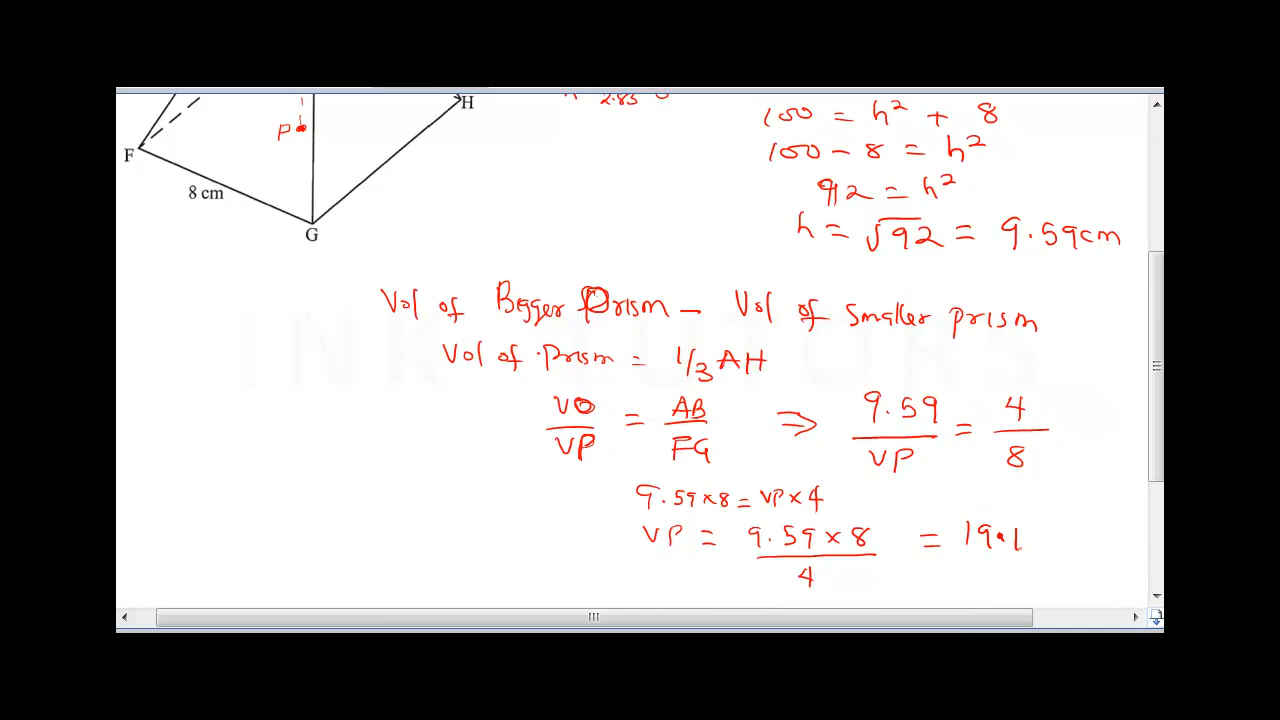 H
2.83
100 = h² + 8
P
100 - 8 = h²
F
8 cm
92 = h²
h = √92 = 9.59cm
G
Vol of Bigger Prism - Vol of Smaller prism
Vol of Prism = 1/3 AH
VO/VP = AB/FG ⇒ 9.59/VP = 4/8
9.59 x 8 = VP x 4
VP = 9.59 x 8 / 4 = 19.1
INK TUTORS